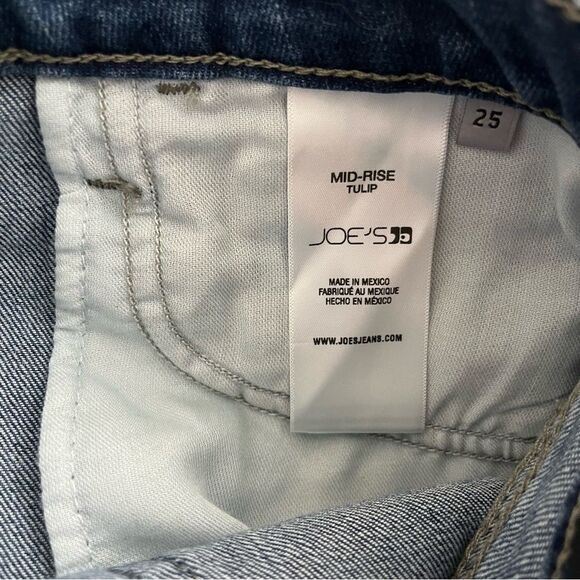 25
MID-RISE
TULIP
JOE'S
MADE IN MEXICO
FABRIQUÉ AU MEXIQUE
HECHO EN MÉXICO
WWW.JOESJEANS.COM